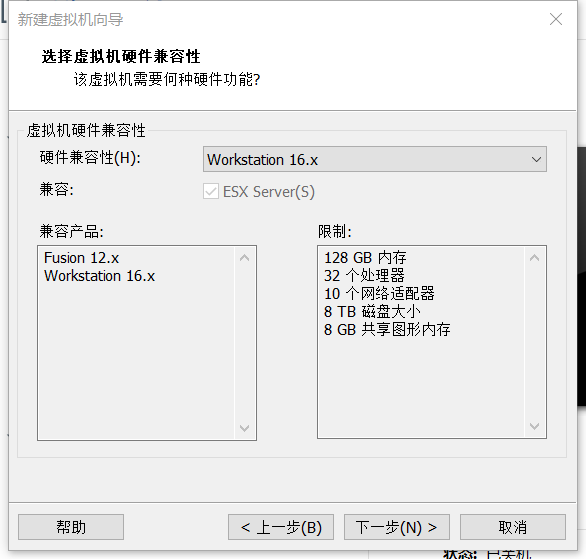 新建虚拟机向导
选择虚拟机硬件兼容性
该虚拟机需要何种硬件功能?
虚拟机硬件兼容性
硬件兼容性(H): Workstation 16.x
兼容: ESX Server(S)
兼容产品:
Fusion 12.x
Workstation 16.x
限制:
128 GB 内存
32 个处理器
10 个网络适配器
8 TB 磁盘大小
8 GB 共享图形内存
帮助 < 上一步(B) 下一步(N) > 取消
状态: 已关机